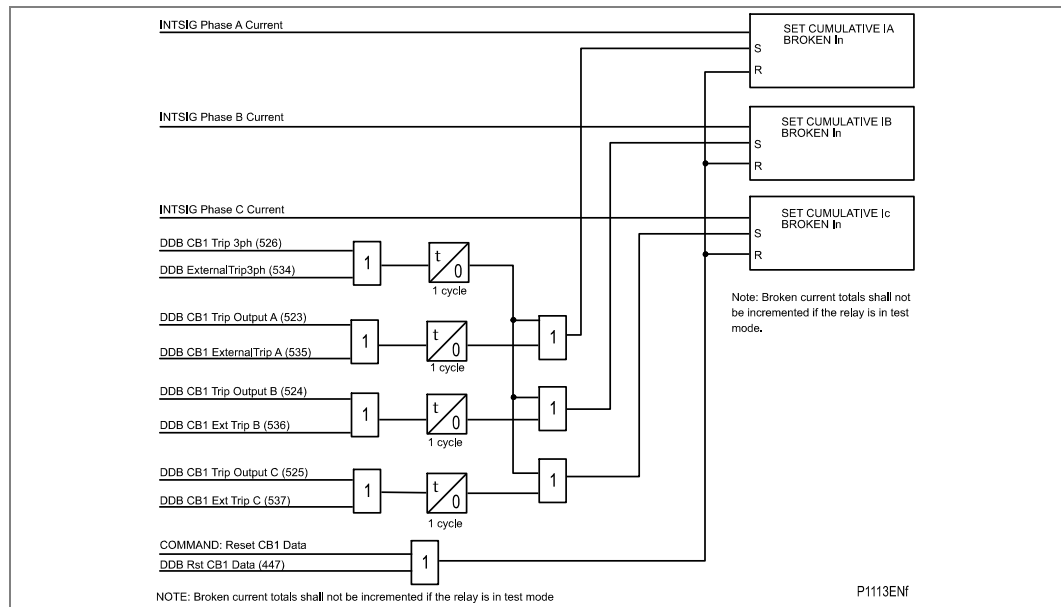 INTSIG Phase A Current
SET CUMULATIVE IA
BROKEN In
S
R
INTSIG Phase B Current
SET CUMULATIVE IB
BROKEN In
S
R
INTSIG Phase C Current
SET CUMULATIVE Ic
BROKEN In
S
R
DDB CB1 Trip 3ph (526)
DDB ExternalTrip3ph (534)
1
t
0
1 cycle
Note: Broken current totals shall not
be incremented if the relay is in test
mode.
DDB CB1 Trip Output A (523)
DDB CB1 ExternalTrip A (535)
1
t
0
1 cycle
1
DDB CB1 Trip Output B (524)
DDB CB1 Ext Trip B (536)
1
t
0
1 cycle
1
DDB CB1 Trip Output C (525)
DDB CB1 Ext Trip C (537)
1
t
0
1 cycle
1
COMMAND: Reset CB1 Data
DDB Rst CB1 Data (447)
1
NOTE: Broken current totals shall not be incremented if the relay is in test mode
P1113ENf